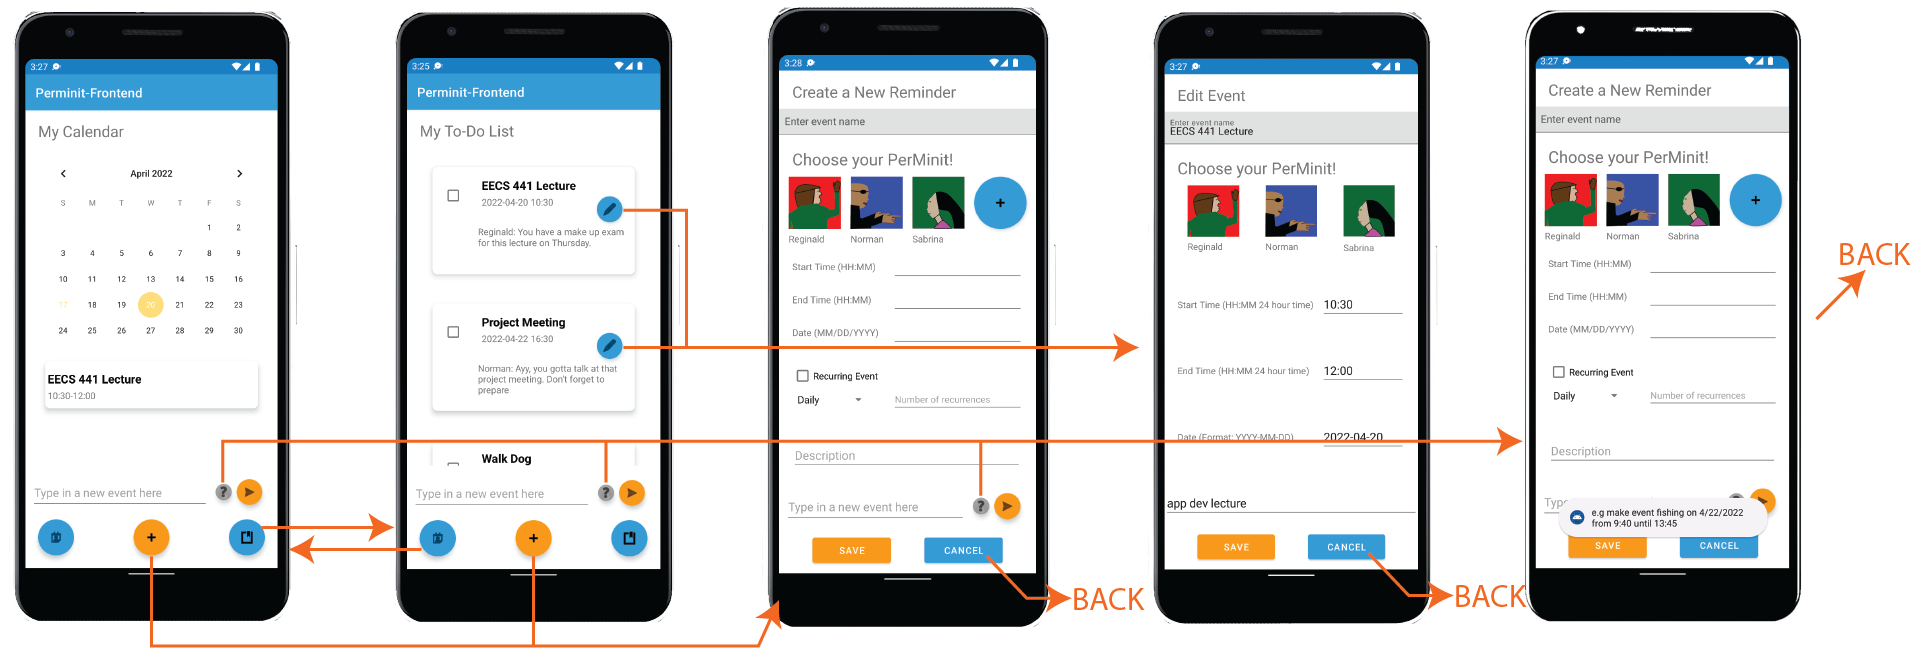 3:27
Perminit-Frontend
My Calendar
April 2022
S M T W T F S
1 2
3 4 5 6 7 8 9
10 11 12 13 14 15 16
17 18 19 20 21 22 23
24 25 26 27 28 29 30
EECS 441 Lecture
10:30-12:00
Type in a new event here
?
+
3:25
Perminit-Frontend
My To-Do List
EECS 441 Lecture
2022-04-20 10:30
Reginald: You have a make up exam
for this lecture on Thursday.
Project Meeting
2022-04-22 16:30
Norman: Ayy, you gotta talk at that
project meeting. Don't forget to
prepare
Walk Dog
Type in a new event here
?
+
3:28
Create a New Reminder
Enter event name
Choose your PerMinit!
+
Reginald Norman Sabrina
Start Time (HH:MM)
End Time (HH:MM)
Date (MM/DD/YYYY)
Recurring Event
Daily Number of recurrences
Description
Type in a new event here
?
SAVE CANCEL
BACK
3:27
Edit Event
Enter event name
EECS 441 Lecture
Choose your PerMinit!
Reginald Norman Sabrina
Start Time (HH:MM 24 hour time) 10:30
End Time (HH:MM 24 hour time) 12:00
Date (Format: YYYY-MM-DD) 2022-04-20
app dev lecture
SAVE CANCEL
BACK
3:27
Create a New Reminder
Enter event name
Choose your PerMinit!
+
Reginald Norman Sabrina
Start Time (HH:MM)
End Time (HH:MM)
Date (MM/DD/YYYY)
Recurring Event
Daily Number of recurrences
Description
e.g make event fishing on 4/22/2022
from 9:40 until 13:45
SAVE CANCEL
BACK